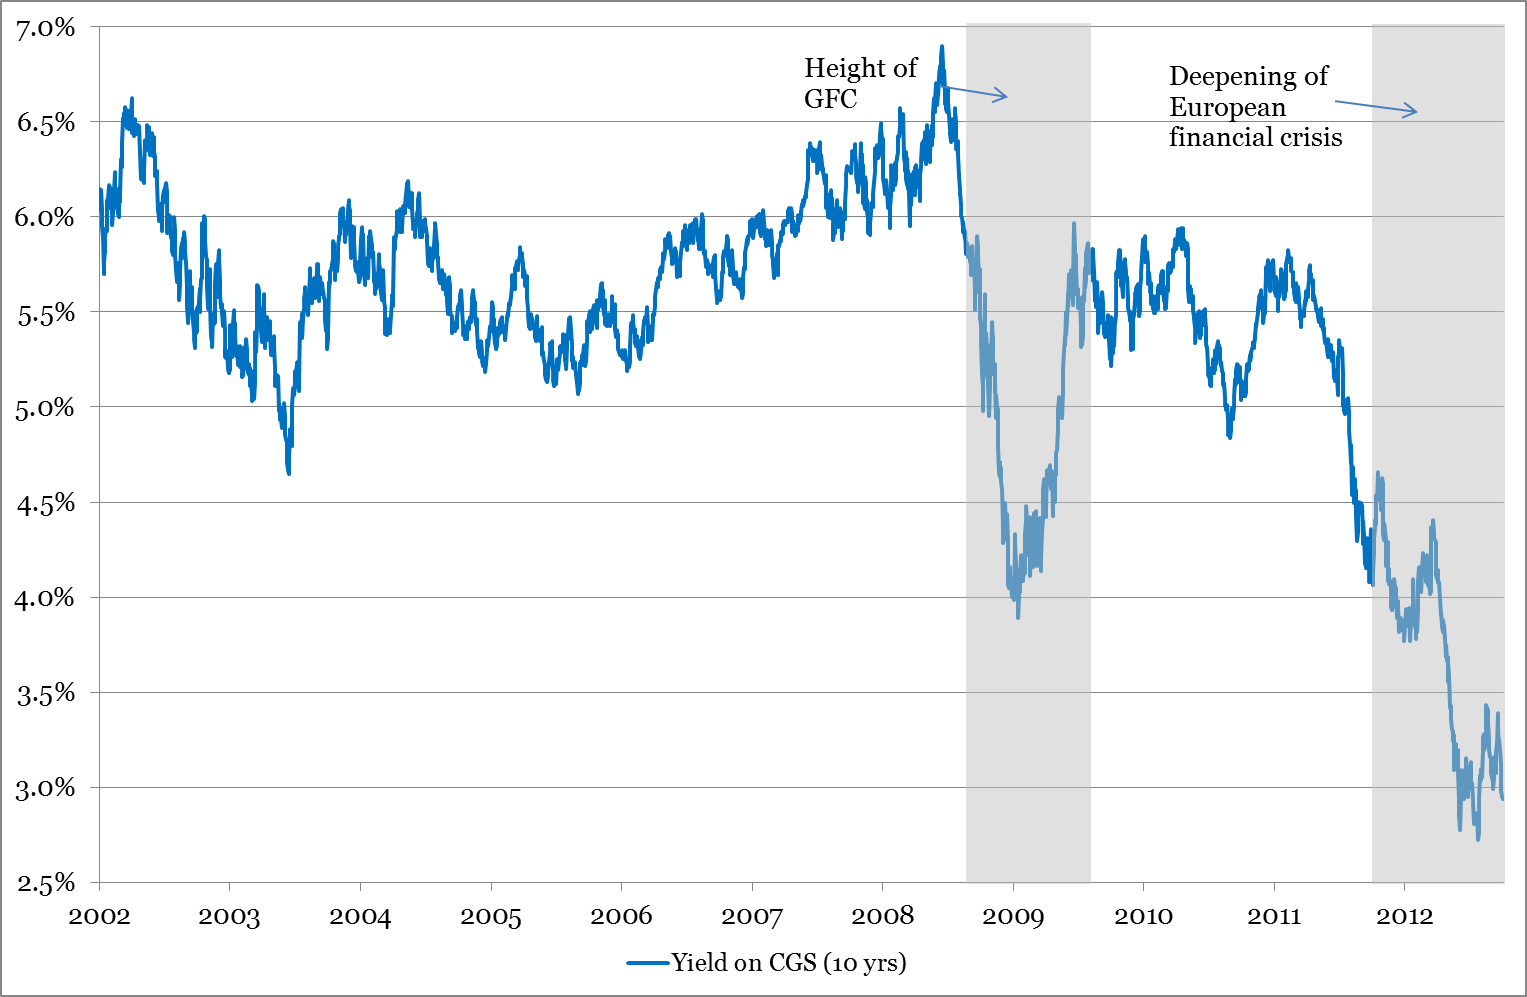 7.0%
6.5%
6.0%
5.5%
5.0%
4.5%
4.0%
3.5%
3.0%
2.5%
Height of
GFC
Deepening of
European
financial crisis
2002 2003 2004 2005 2006 2007 2008 2009 2010 2011 2012
Yield on CGS (10 yrs)